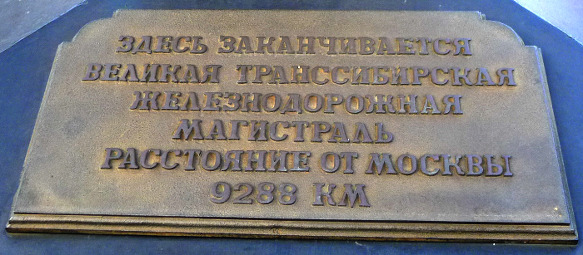 ЗДЕСЬ ЗАКАНЧИВАЕТСЯ
ВЕЛИКАЯ ТРАНССИБИРСКАЯ
ЖЕЛЕЗНОДОРОЖНАЯ
МАГИСТРАЛЬ
РАССТОЯНИЕ ОТ МОСКВЫ
9288 КМ